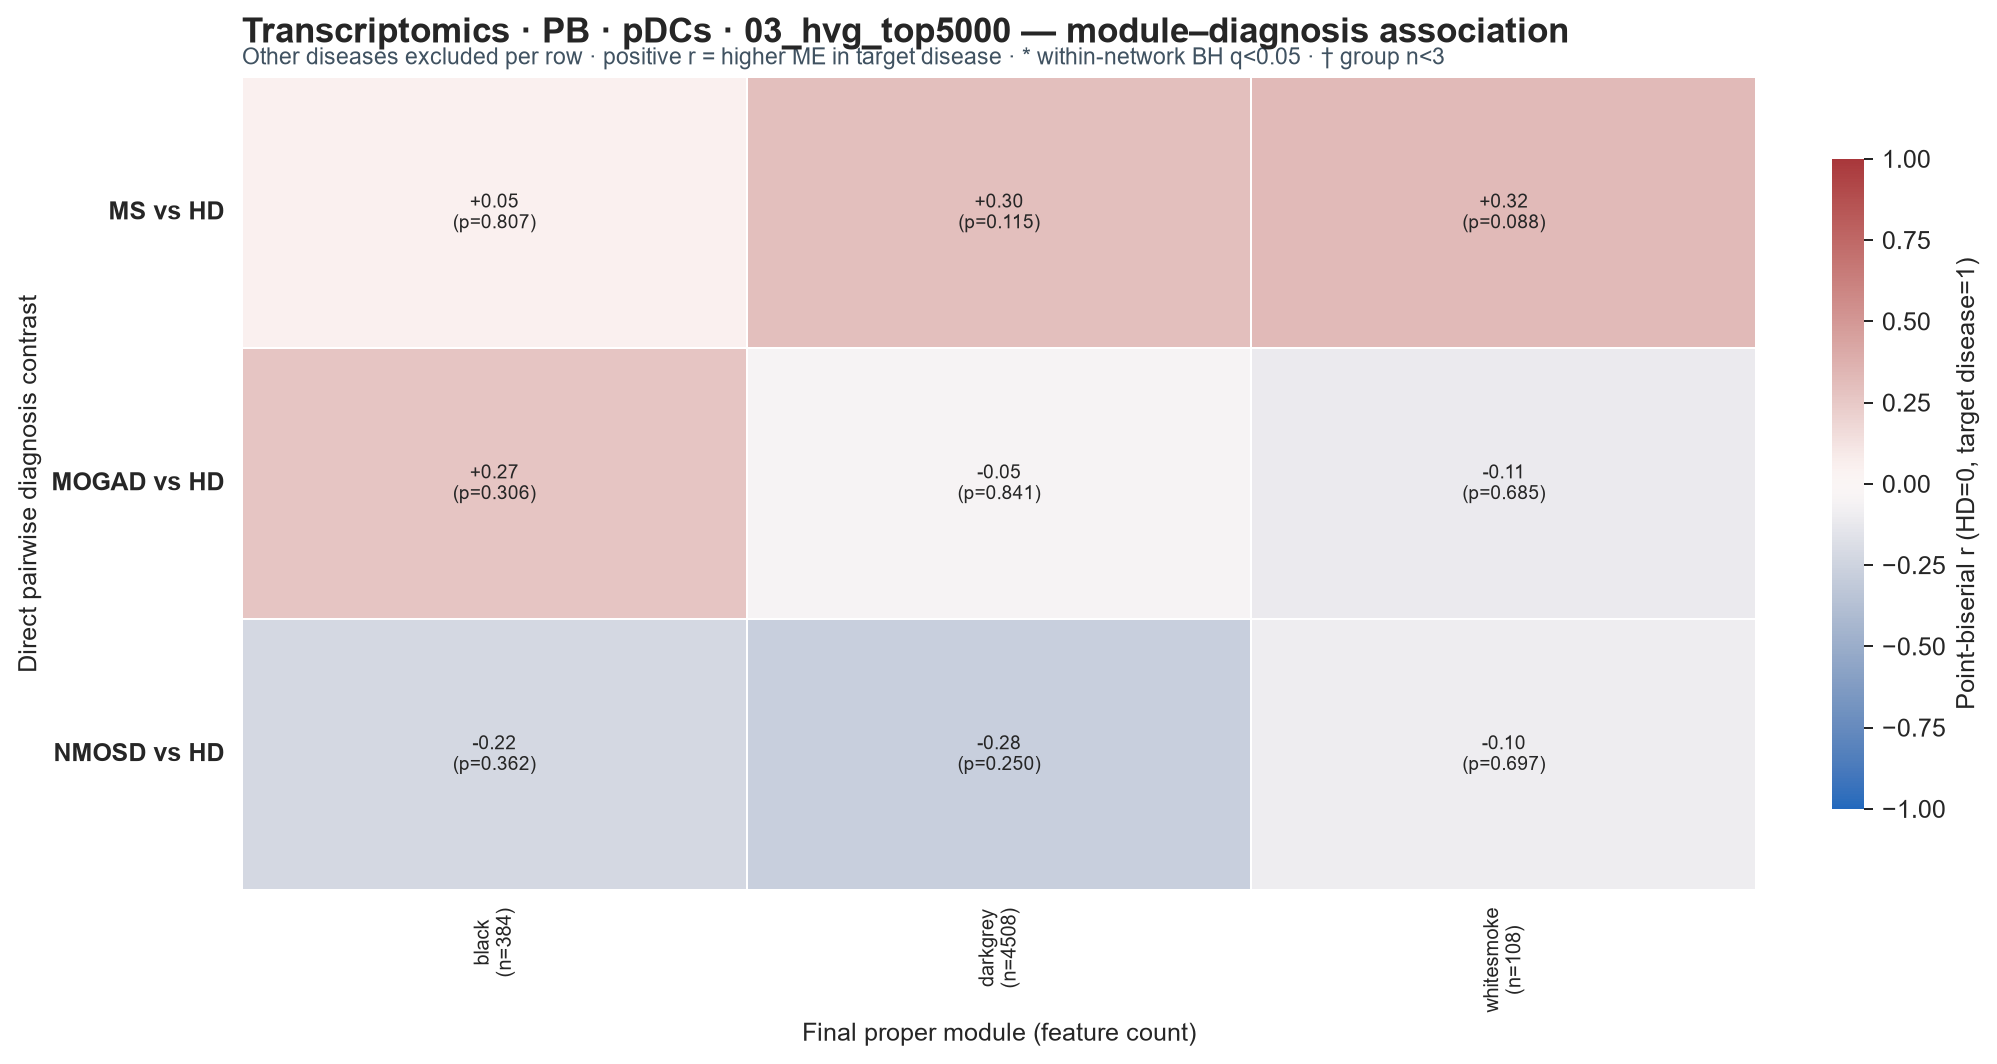 Transcriptomics · PB · pDCs · 03_hvg_top5000 — module–diagnosis association
Other diseases excluded per row · positive r = higher ME in target disease · * within-network BH q<0.05 · † group n<3
Direct pairwise diagnosis contrast
MS vs HD
+0.05
(p=0.807)
+0.30
(p=0.115)
+0.32
(p=0.088)
MOGAD vs HD
+0.27
(p=0.306)
-0.05
(p=0.841)
-0.11
(p=0.685)
NMOSD vs HD
-0.22
(p=0.362)
-0.28
(p=0.250)
-0.10
(p=0.697)
black
(n=384)
darkgrey
(n=4508)
whitesmoke
(n=108)
Final proper module (feature count)
1.00
0.75
0.50
0.25
0.00
−0.25
−0.50
−0.75
−1.00
Point-biserial r (HD=0, target disease=1)